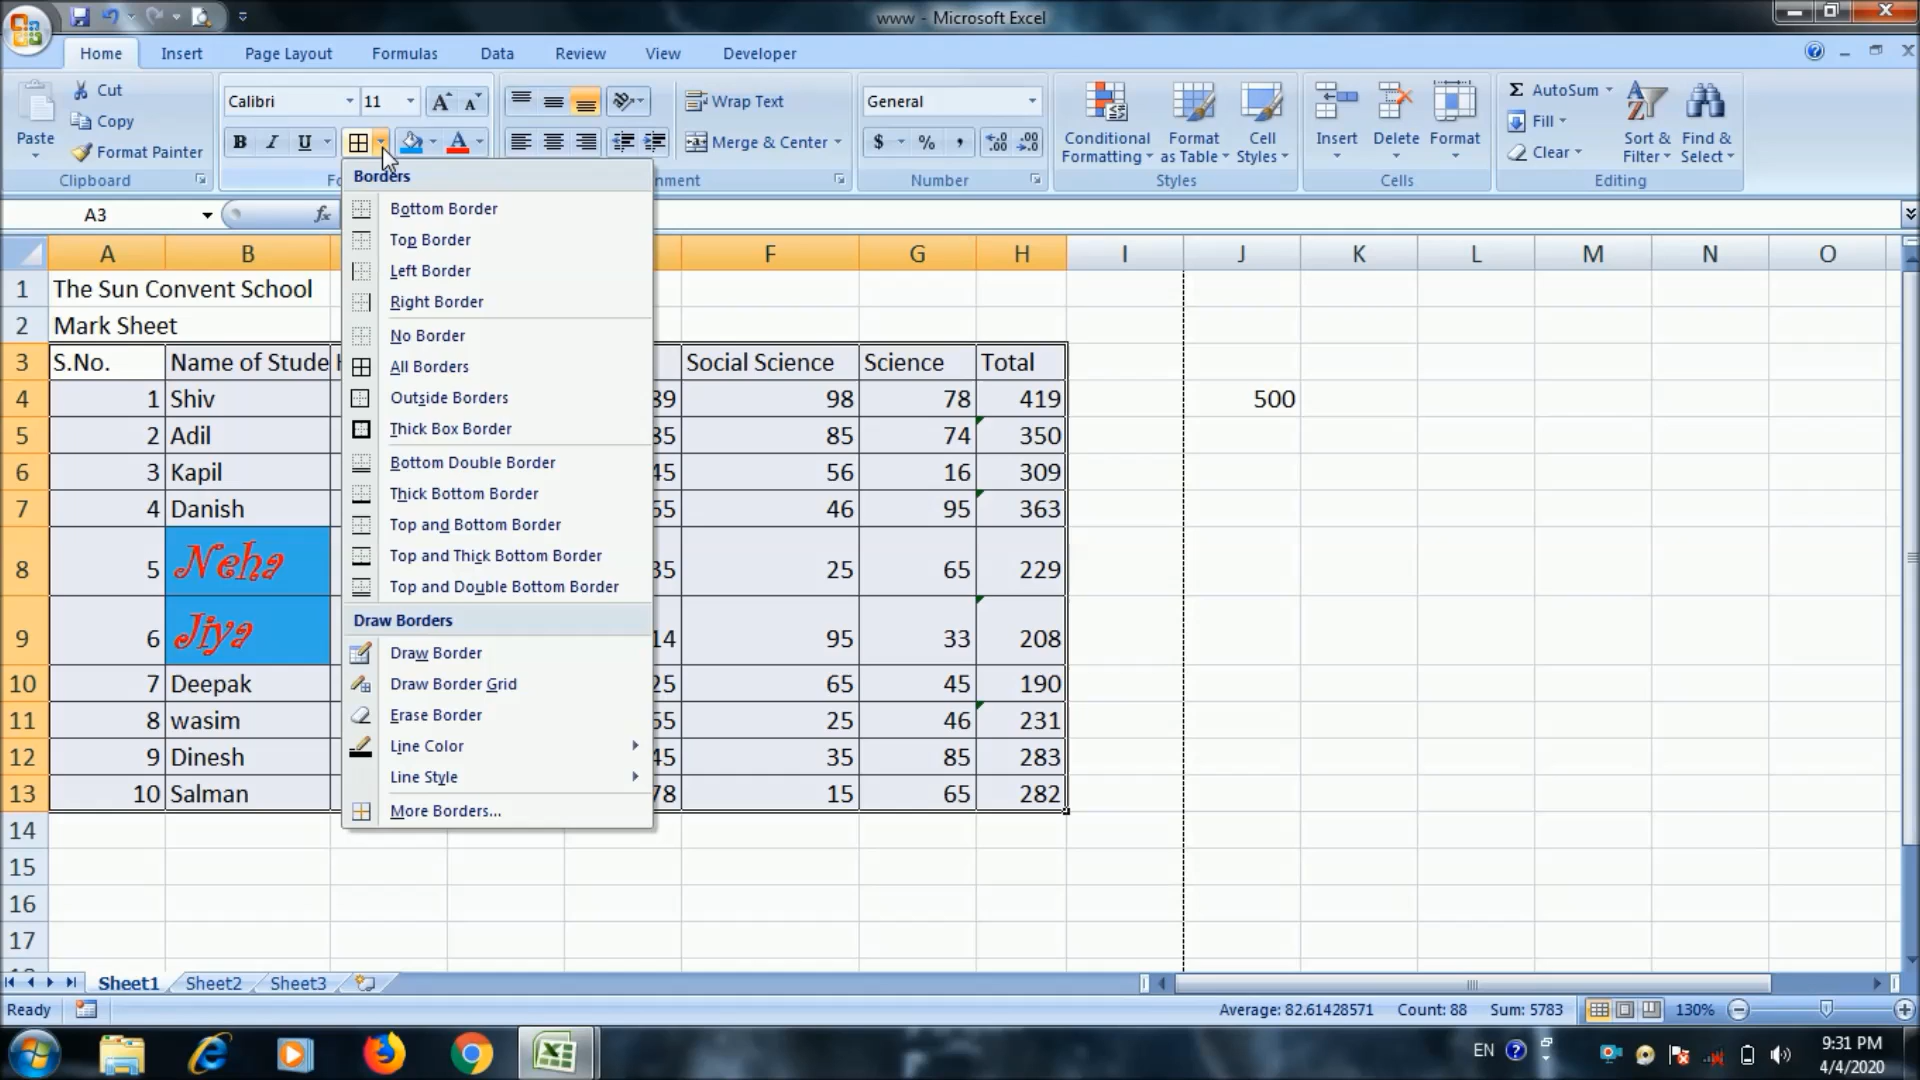 www - Microsoft Excel
Home Insert Page Layout Formulas Data Review View Developer
Paste
Cut
Copy
Format Painter
Clipboard
Calibri 11
B I U A
Wrap Text
Merge & Center
nment
General
$ % ,
Number
Conditional Formatting
Format as Table
Cell Styles
Styles
Insert Delete Format
Cells
Σ AutoSum
Fill
Clear
Sort & Filter
Find & Select
Editing
A3 fx
Borders
Bottom Border
Top Border
Left Border
Right Border
No Border
All Borders
Outside Borders
Thick Box Border
Bottom Double Border
Thick Bottom Border
Top and Bottom Border
Top and Thick Bottom Border
Top and Double Bottom Border
Draw Borders
Draw Border
Draw Border Grid
Erase Border
Line Color
Line Style
More Borders...
A B F G H I J K L M N O
1 The Sun Convent School
2 Mark Sheet
3 S.No. Name of Stude Social Science Science Total
4 1 Shiv 98 78 419 500
5 2 Adil 85 74 350
6 3 Kapil 45 56 16 309
7 4 Danish 46 95 363
8 5 Neha 25 65 229
9 6 Jiya 14 95 33 208
10 7 Deepak 25 65 45 190
11 8 wasim 25 46 231
12 9 Dinesh 45 35 85 283
13 10 Salman 78 15 65 282
14
15
16
17
Sheet1 Sheet2 Sheet3
Ready Average: 82.61428571 Count: 88 Sum: 5783 130%
EN 9:31 PM
4/4/2020